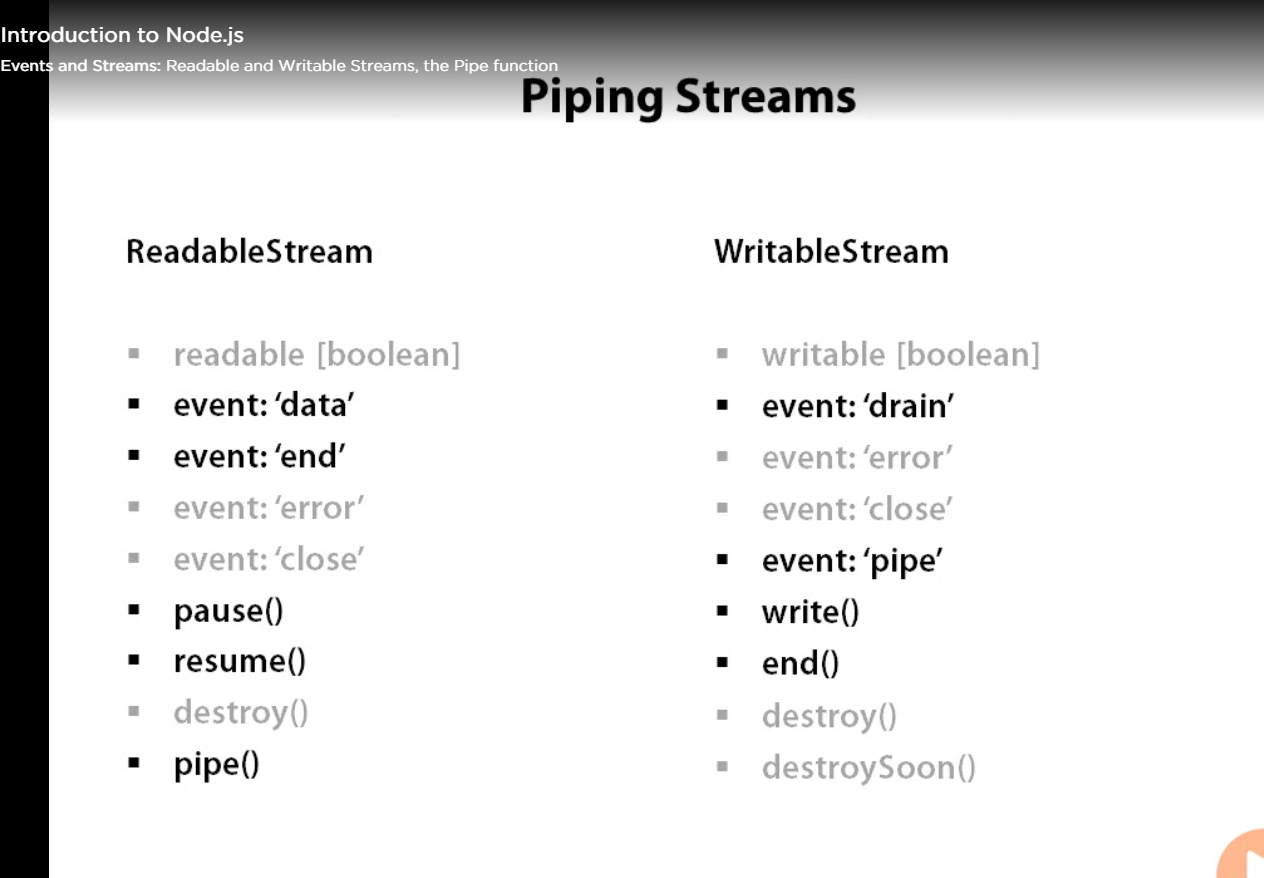 Introduction to Node.js
Events and Streams: Readable and Writable Streams, the Pipe function
Piping Streams
ReadableStream
▪ readable [boolean]
▪ event: ‘data’
▪ event: ‘end’
▪ event: ‘error’
▪ event: ‘close’
▪ pause()
▪ resume()
▪ destroy()
▪ pipe()
WritableStream
▪ writable [boolean]
▪ event: ‘drain’
▪ event: ‘error’
▪ event: ‘close’
▪ event: ‘pipe’
▪ write()
▪ end()
▪ destroy()
▪ destroySoon()